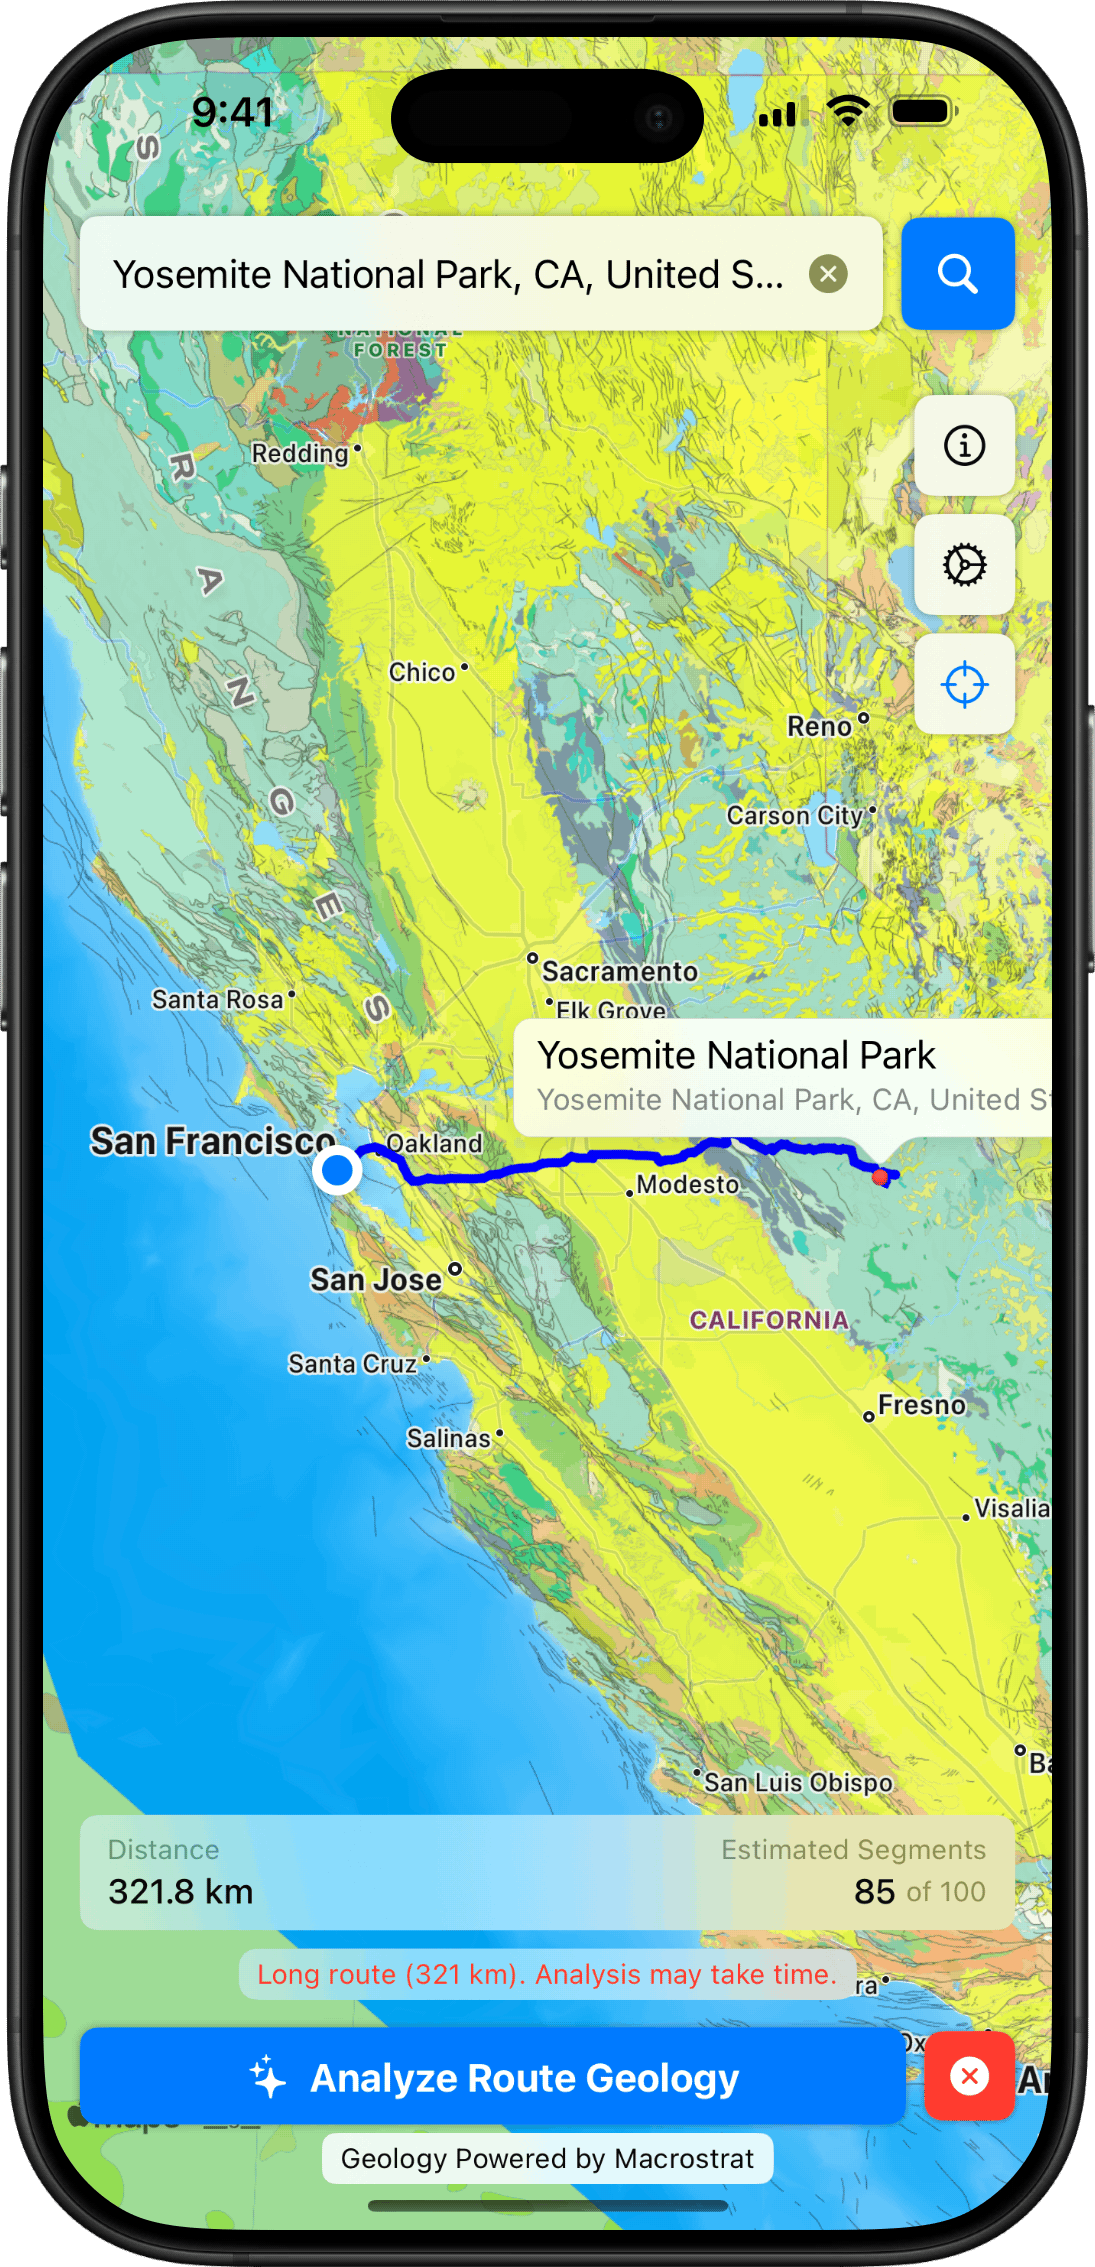 9:41
Yosemite National Park, CA, United S...
NATIONAL
FOREST
Redding
S
R
A
N
G
E
S
Chico
Reno
Carson City
Sacramento
Elk Grove
Santa Rosa
Yosemite National Park
Yosemite National Park, CA, United S
San Francisco
Oakland
Modesto
San Jose
CALIFORNIA
Santa Cruz
Fresno
Salinas
Visalia
Ba
San Luis Obispo
Distance
Estimated Segments
321.8 km
85 of 100
Long route (321 km). Analysis may take time.
ra
Ox
Analyze Route Geology
Maps
Geology Powered by Macrostrat